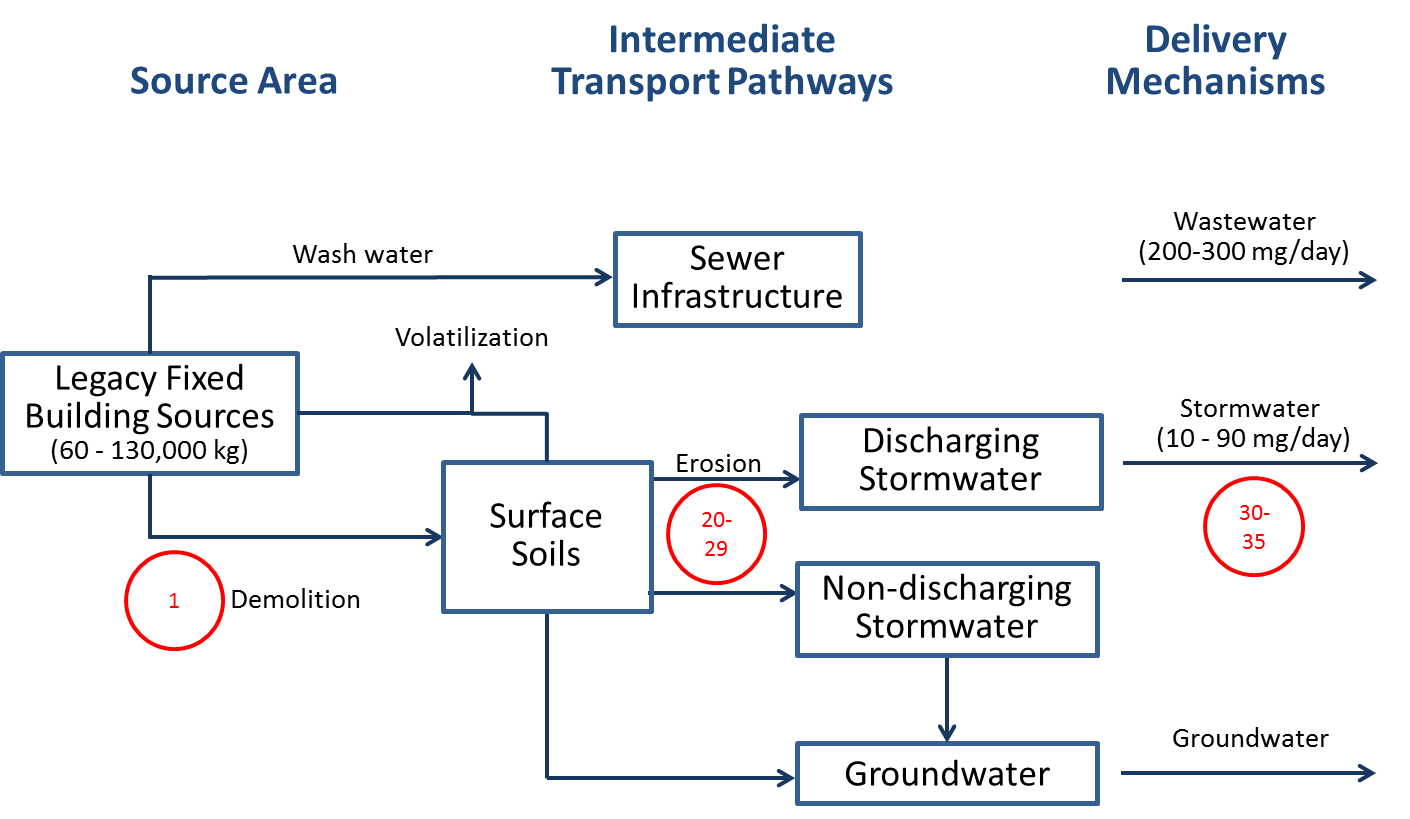 Source Area
Intermediate
Transport Pathways
Delivery
Mechanisms
Wash water
Sewer
Infrastructure
Wastewater
(200-300 mg/day)
Volatilization
Legacy Fixed
Building Sources
(60 - 130,000 kg)
Stormwater
(10 - 90 mg/day)
Erosion
Discharging
Stormwater
Surface
Soils
20-
29
30-
35
1
Demolition
Non-discharging
Stormwater
Groundwater
Groundwater